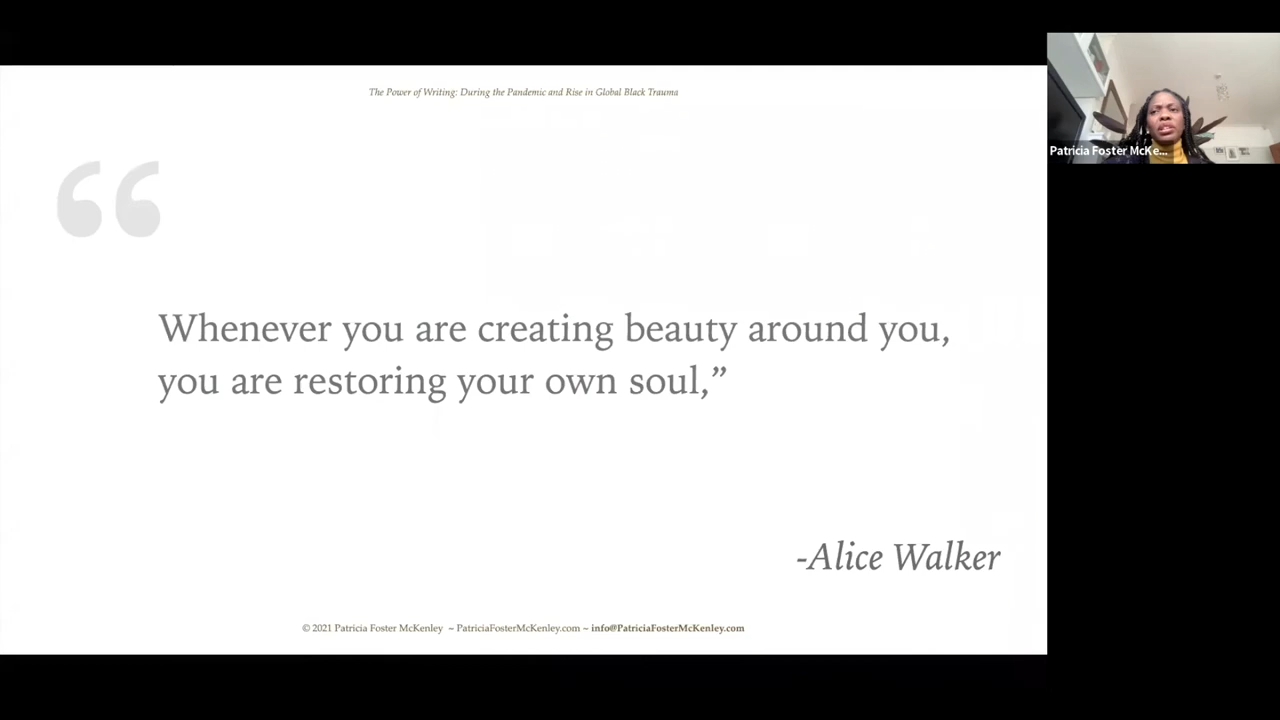 The Power of Writing: During the Pandemic and Rise in Global Black Trauma
“
Whenever you are creating beauty around you,
you are restoring your own soul,”
-Alice Walker
© 2021 Patricia Foster McKenley ~ PatriciaFosterMcKenley.com ~ info@PatriciaFosterMcKenley.com
Patricia Foster McKe...